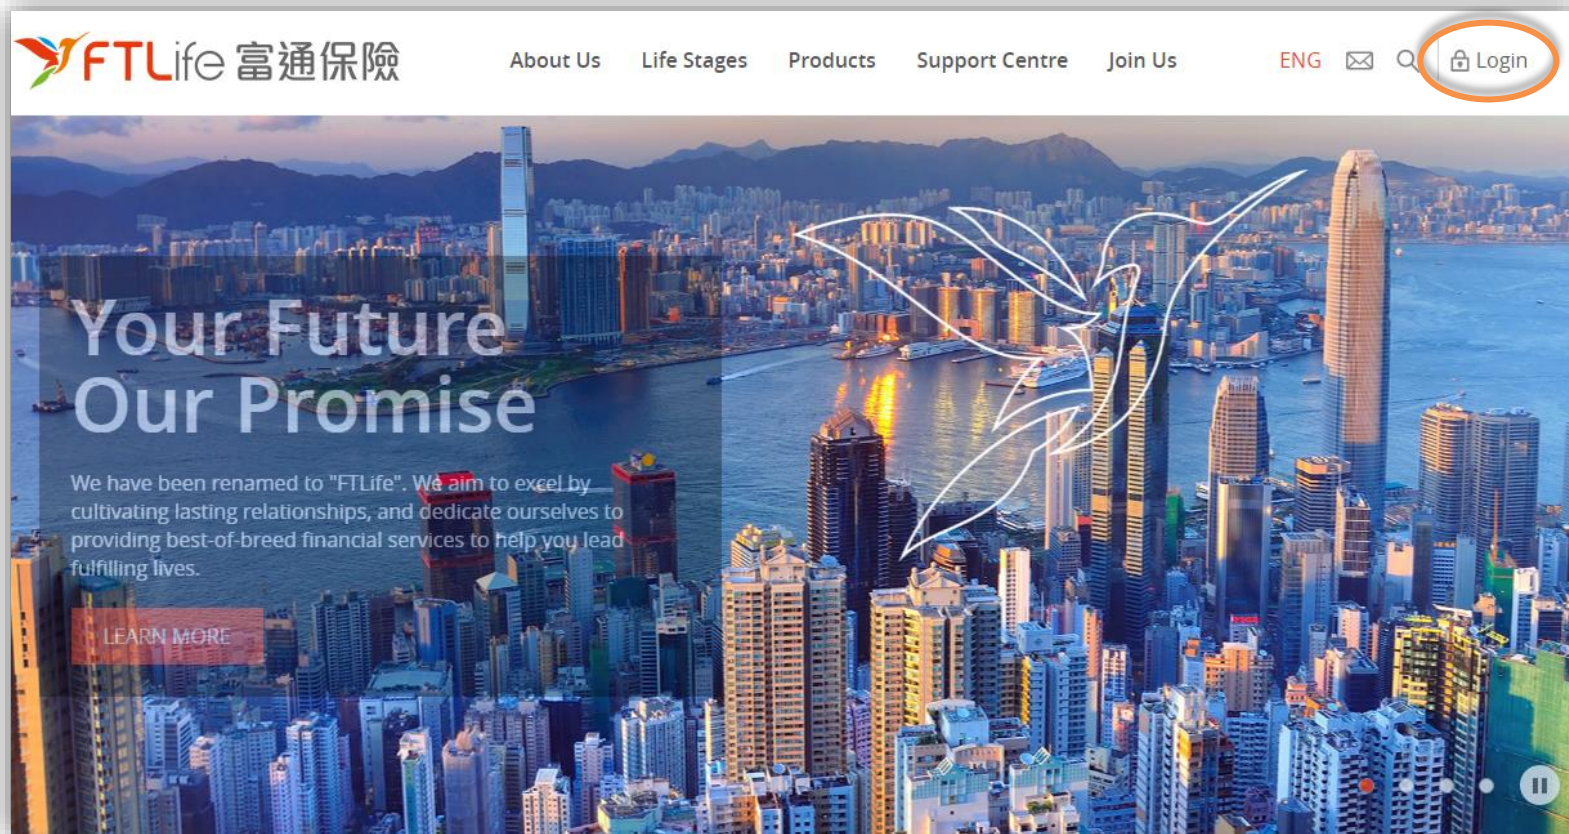 FTLife 富通保險
About Us Life Stages Products Support Centre Join Us ENG Login
Your Future
Our Promise
We have been renamed to "FTLife". We aim to excel by
cultivating lasting relationships, and dedicate ourselves to
providing best-of-breed financial services to help you lead
fulfilling lives.
LEARN MORE